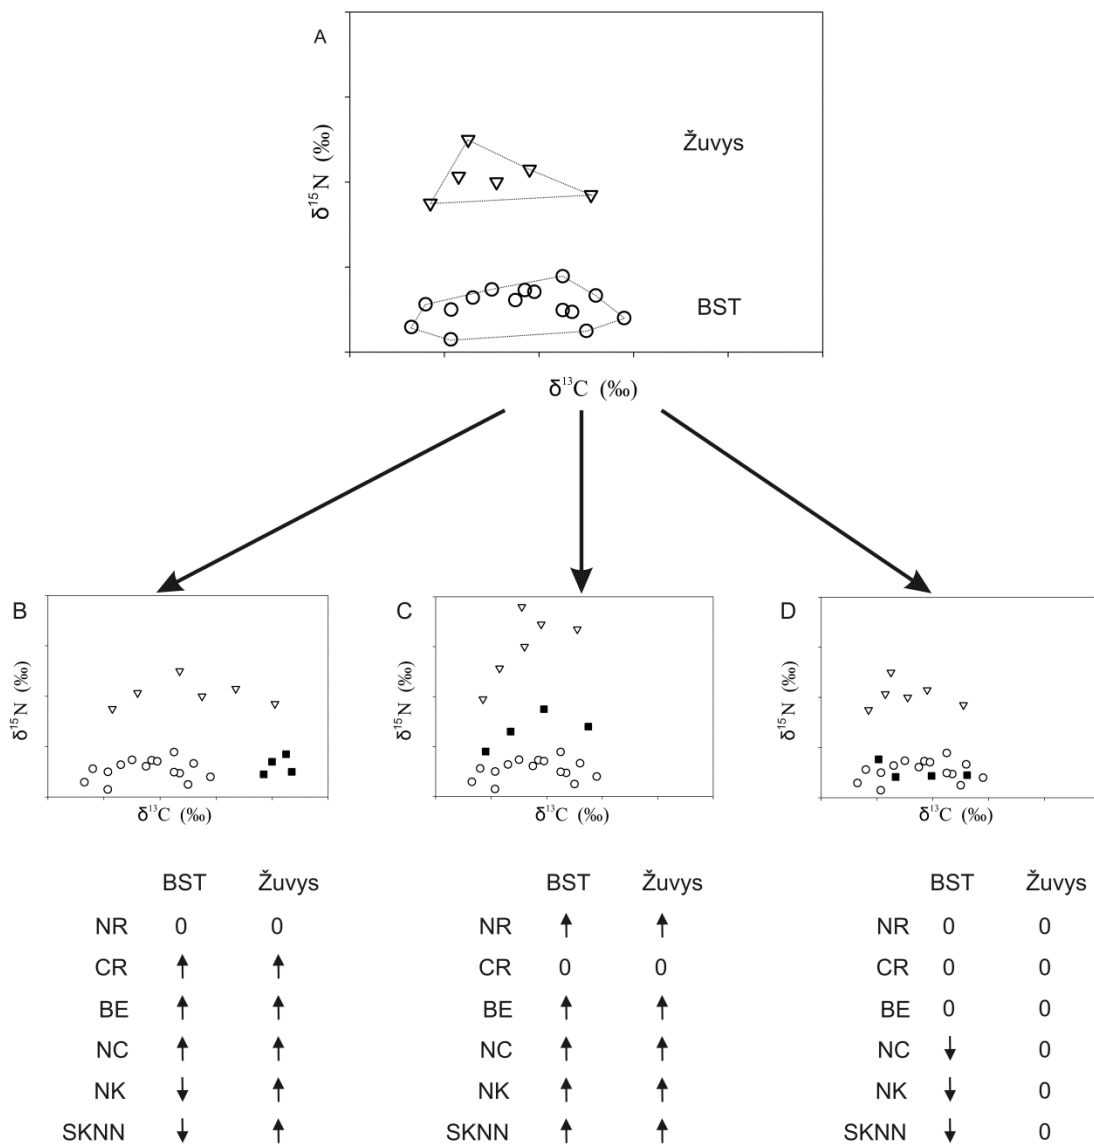 A
Žuvys
BST
δ¹⁵N (‰)
δ¹³C (‰)
B
C
D
δ¹⁵N (‰)
δ¹⁵N (‰)
δ¹⁵N (‰)
δ¹³C (‰)
δ¹³C (‰)
δ¹³C (‰)
BST Žuvys
NR 0 0
CR ↑ ↑
BE ↑ ↑
NC ↑ ↑
NK ↓ ↑
SKNN ↓ ↑
BST Žuvys
NR ↑ ↑
CR 0 0
BE ↑ ↑
NC ↑ ↑
NK ↑ ↑
SKNN ↑ ↑
BST Žuvys
NR 0 0
CR 0 0
BE 0 0
NC ↓ 0
NK ↓ 0
SKNN ↓ 0